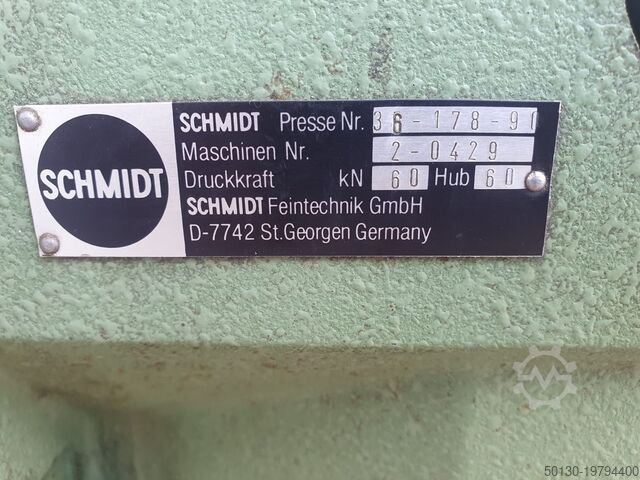 SCHMIDT
SCHMIDT Presse Nr. 36-178-90
Maschinen Nr. 2-0429
Druckkraft kN 60 Hub 60
SCHMIDT Feintechnik GmbH
D-7742 St.Georgen Germany
50130-19794400